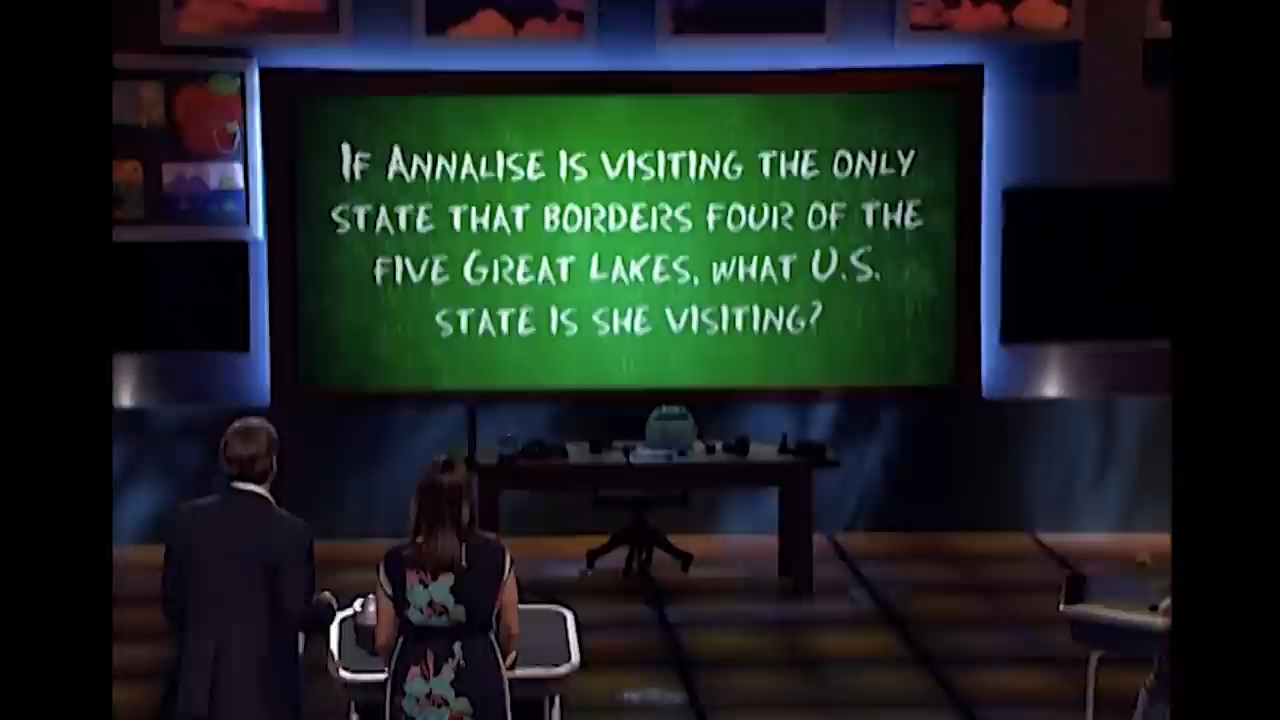 If Annalise is visiting the only
state that borders four of the
five Great Lakes, what U.S.
state is she visiting?